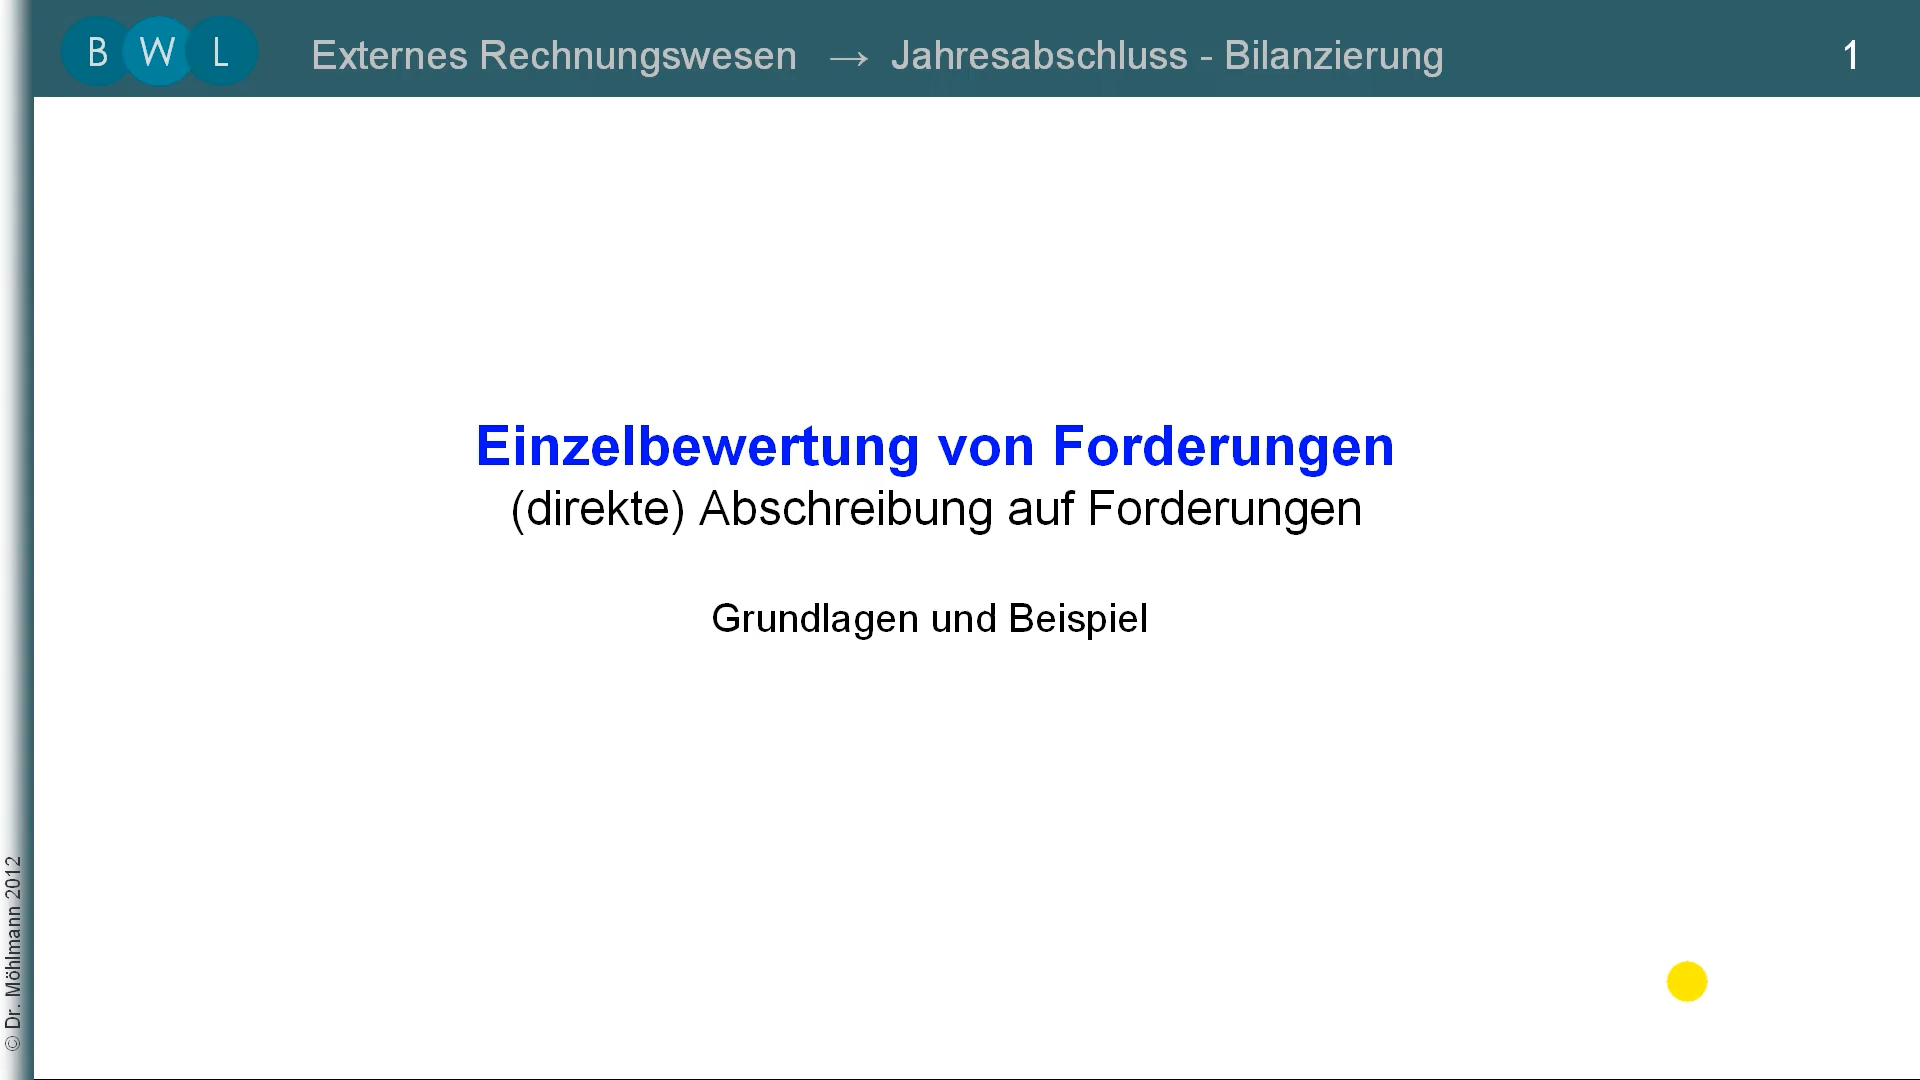 B W L
Externes Rechnungswesen → Jahresabschluss - Bilanzierung
1
Einzelbewertung von Forderungen
(direkte) Abschreibung auf Forderungen
Grundlagen und Beispiel
© Dr. Möhlmann 2012